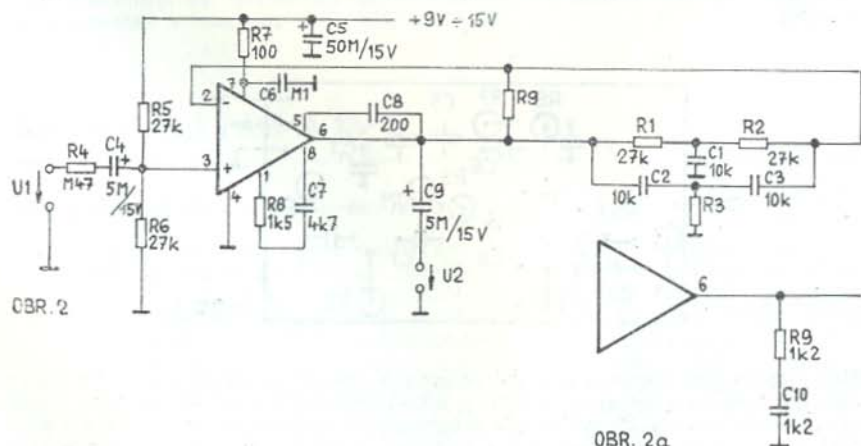 +9V ÷ 15V
R7
100
C5
+
50M/15V
7
C6
M1
2
-
R5
27k
5
C8
200
R9
R4
M47
C4
+
5M
/15V
3
+
6
8
1
4
R6
27k
R8
1k5
C7
4k7
+
C9
5M
/15V
R1
27k
R2
27k
C1
10k
C2
10k
C3
10k
R3
U1
U2
OBR.2
6
R9
1k2
C10
1k2
OBR. 2a